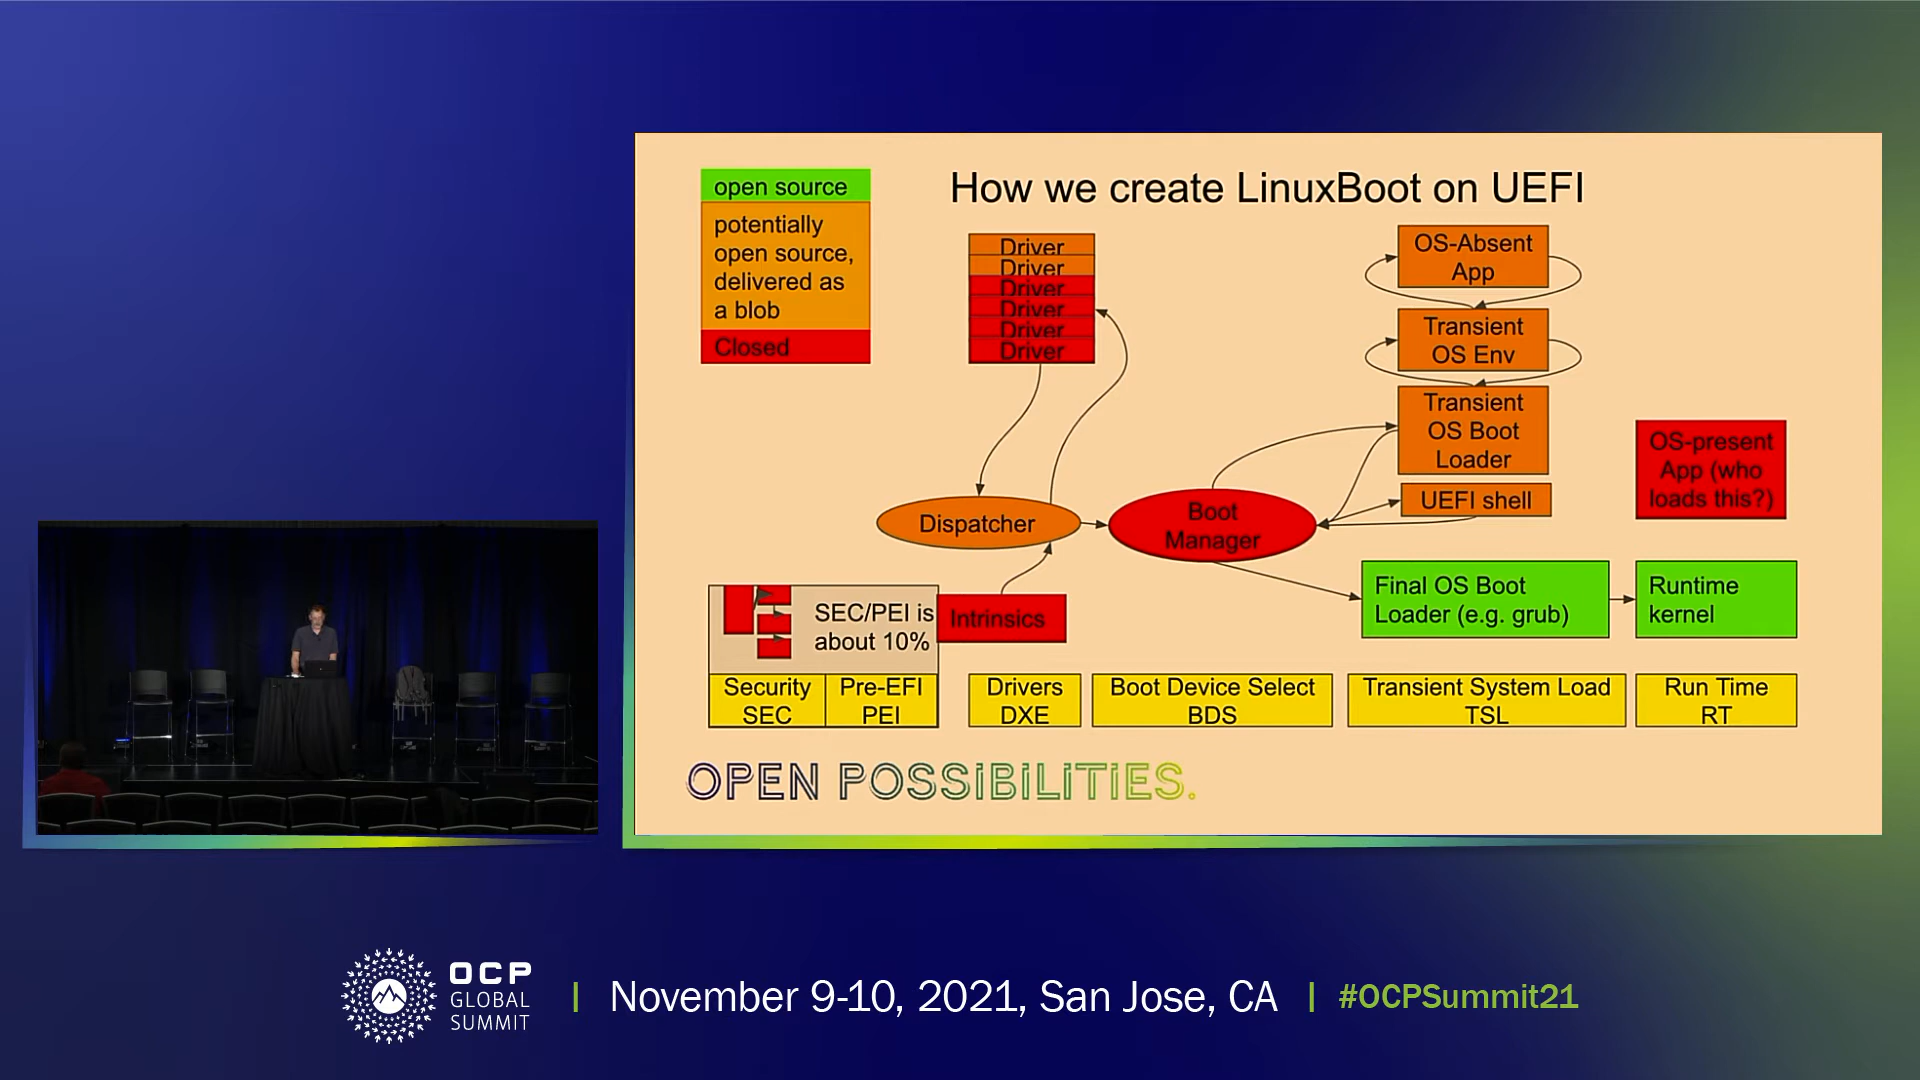 How we create LinuxBoot on UEFI
open source
potentially
open source,
delivered as
a blob
Closed
Driver
Driver
Driver
Driver
Driver
Driver
OS-Absent
App
Transient
OS Env
Transient
OS Boot
Loader
UEFI shell
OS-present
App (who
loads this?)
Dispatcher
Boot
Manager
SEC/PEI is
about 10%
Intrinsics
Final OS Boot
Loader (e.g. grub)
Runtime
kernel
Security
SEC
Pre-EFI
PEI
Drivers
DXE
Boot Device Select
BDS
Transient System Load
TSL
Run Time
RT
OPEN POSSIBILITIES.
OCP
GLOBAL
SUMMIT
November 9-10, 2021, San Jose, CA
#OCPSummit21